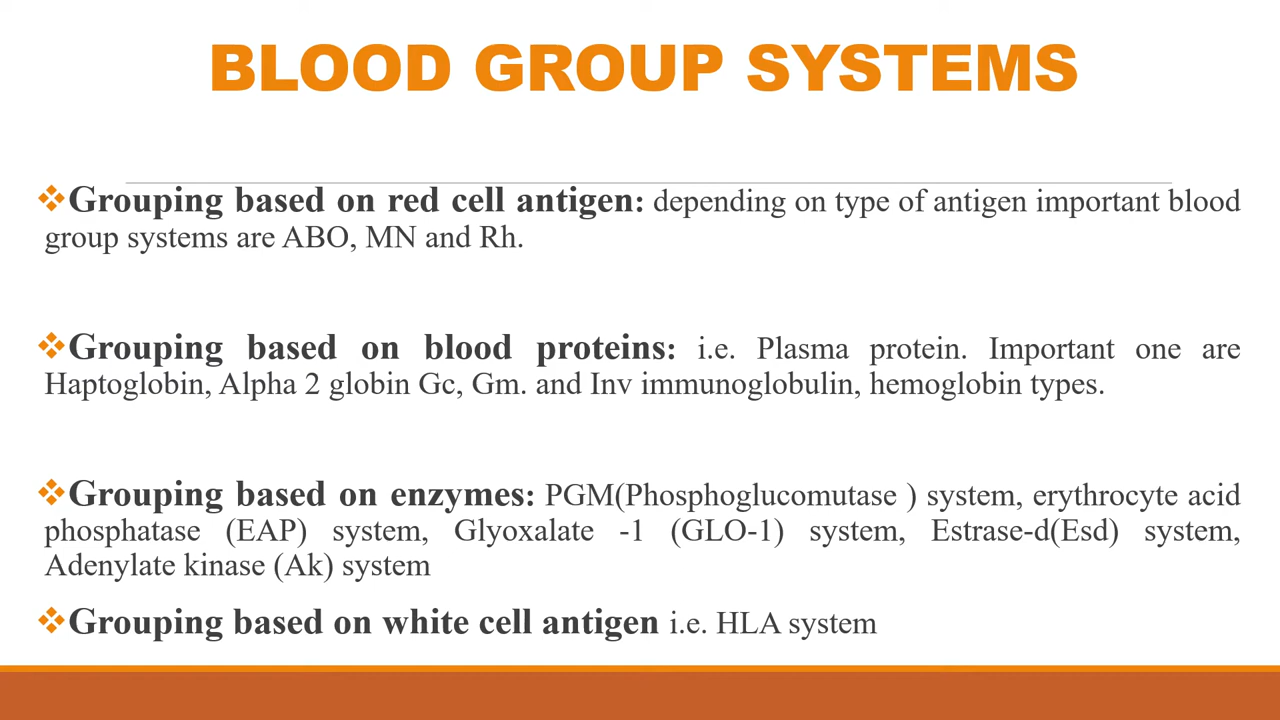 BLOOD GROUP SYSTEMS
❖Grouping based on red cell antigen: depending on type of antigen important blood
group systems are ABO, MN and Rh.
❖Grouping based on blood proteins: i.e. Plasma protein. Important one are
Haptoglobin, Alpha 2 globin Gc, Gm. and Inv immunoglobulin, hemoglobin types.
❖Grouping based on enzymes: PGM(Phosphoglucomutase ) system, erythrocyte acid
phosphatase (EAP) system, Glyoxalate -1 (GLO-1) system, Estrase-d(Esd) system,
Adenylate kinase (Ak) system
❖Grouping based on white cell antigen i.e. HLA system